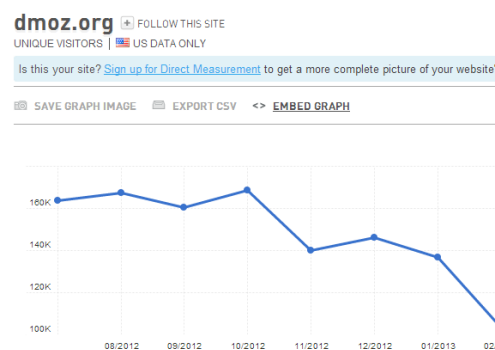 dmoz.org + FOLLOW THIS SITE
UNIQUE VISITORS | US DATA ONLY
Is this your site? Sign up for Direct Measurement to get a more complete picture of your website'
SAVE GRAPH IMAGE EXPORT CSV <> EMBED GRAPH
160K
140K
120K
100K
08/2012 09/2012 10/2012 11/2012 12/2012 01/2013 02